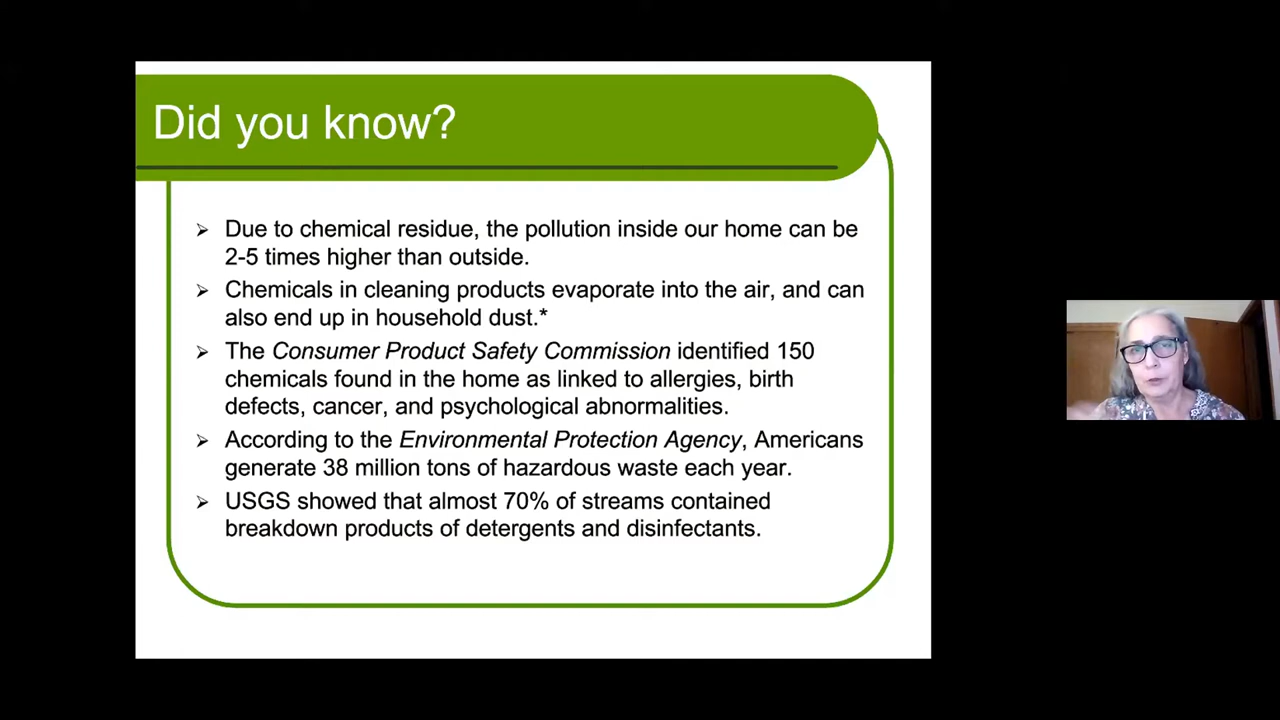 Did you know?
Due to chemical residue, the pollution inside our home can be
2-5 times higher than outside.
Chemicals in cleaning products evaporate into the air, and can
also end up in household dust.*
The Consumer Product Safety Commission identified 150
chemicals found in the home as linked to allergies, birth
defects, cancer, and psychological abnormalities.
According to the Environmental Protection Agency, Americans
generate 38 million tons of hazardous waste each year.
USGS showed that almost 70% of streams contained
breakdown products of detergents and disinfectants.